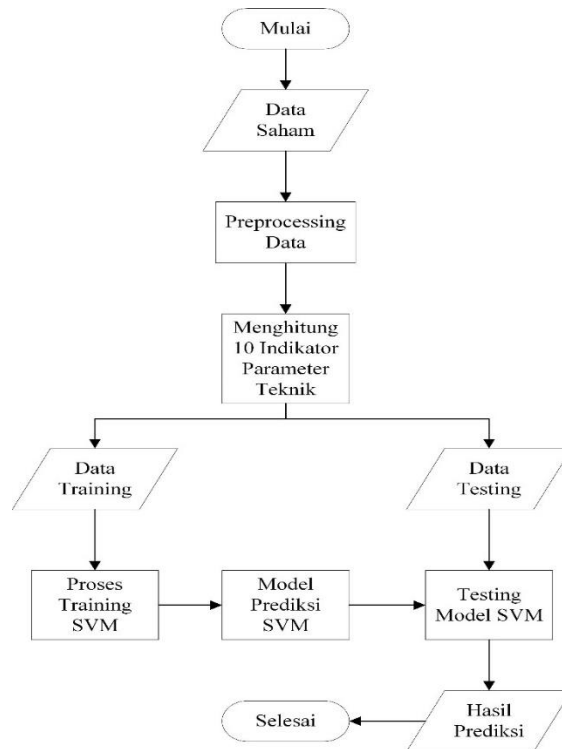 Mulai
Data
Saham
Preprocessing
Data
Menghitung
10 Indikator
Parameter
Teknik
Data
Training
Data
Testing
Proses
Training
SVM
Model
Prediksi
SVM
Testing
Model SVM
Hasil
Prediksi
Selesai